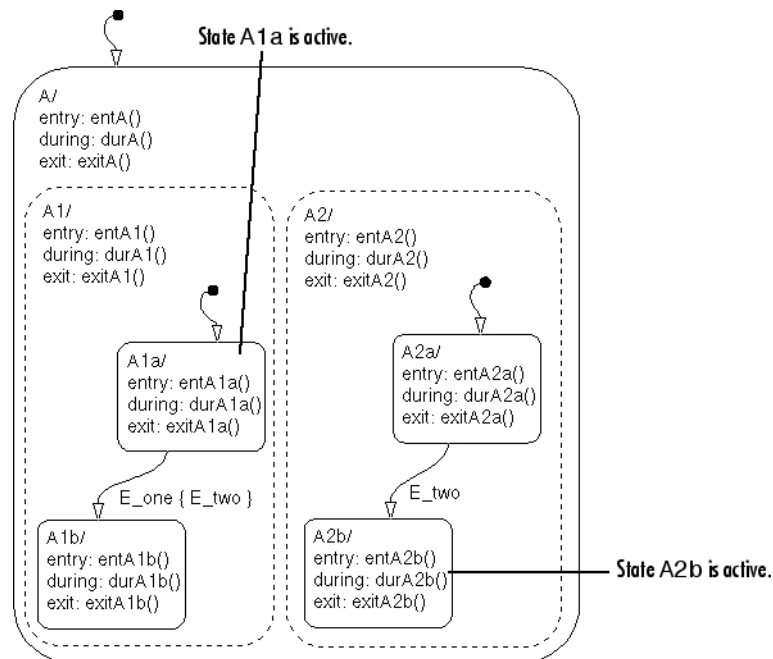 State A1a is active.
A/
entry: entA()
during: durA()
exit: exitA()
A1/
entry: entA1()
during: durA1()
exit: exitA1()
A2/
entry: entA2()
during: durA2()
exit: exitA2()
A1a/
entry: entA1a()
during: durA1a()
exit: exitA1a()
A2a/
entry: entA2a()
during: durA2a()
exit: exitA2a()
E_one { E_two }
E_two
A1b/
entry: entA1b()
during: durA1b()
exit: exitA1b()
A2b/
entry: entA2b()
during: durA2b()
exit: exitA2b()
State A2b is active.